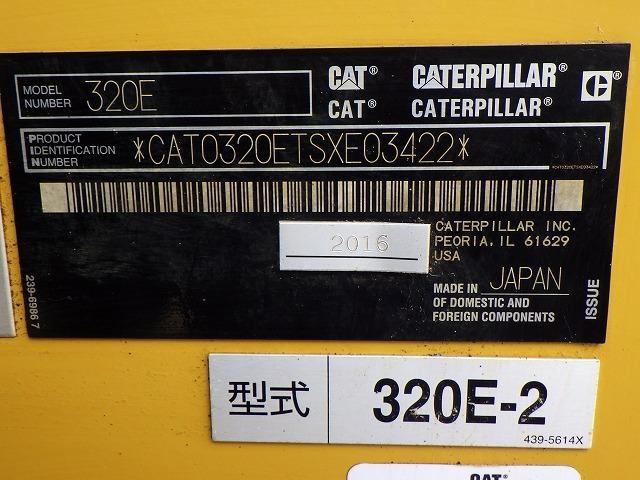 MODEL NUMBER 320E
CAT® CATERPILLAR® C®
CAT® CATERPILLAR®
PRODUCT IDENTIFICATION NUMBER *CAT0320ETSXE03422*
*CAT0320ETSXE03422*
2016
CATERPILLAR INC.
PEORIA, IL 61629
USA
MADE IN JAPAN
OF DOMESTIC AND
FOREIGN COMPONENTS
ISSUE
239-6986 7
型式 320E-2
439-5614X
CAT®